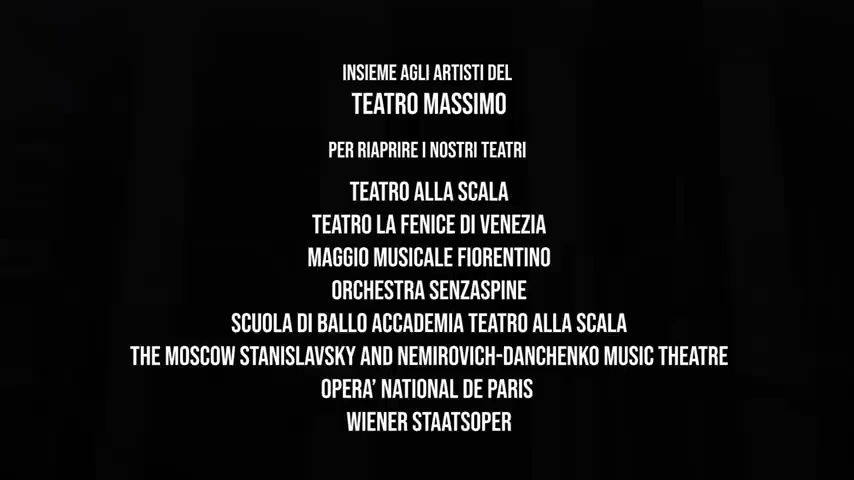 INSIEME AGLI ARTISTI DEL
TEATRO MASSIMO
PER RIAPRIRE I NOSTRI TEATRI
TEATRO ALLA SCALA
TEATRO LA FENICE DI VENEZIA
MAGGIO MUSICALE FIORENTINO
ORCHESTRA SENZASPINE
SCUOLA DI BALLO ACCADEMIA TEATRO ALLA SCALA
THE MOSCOW STANISLAVSKY AND NEMIROVICH-DANCHENKO MUSIC THEATRE
OPERA’ NATIONAL DE PARIS
WIENER STAATSOPER